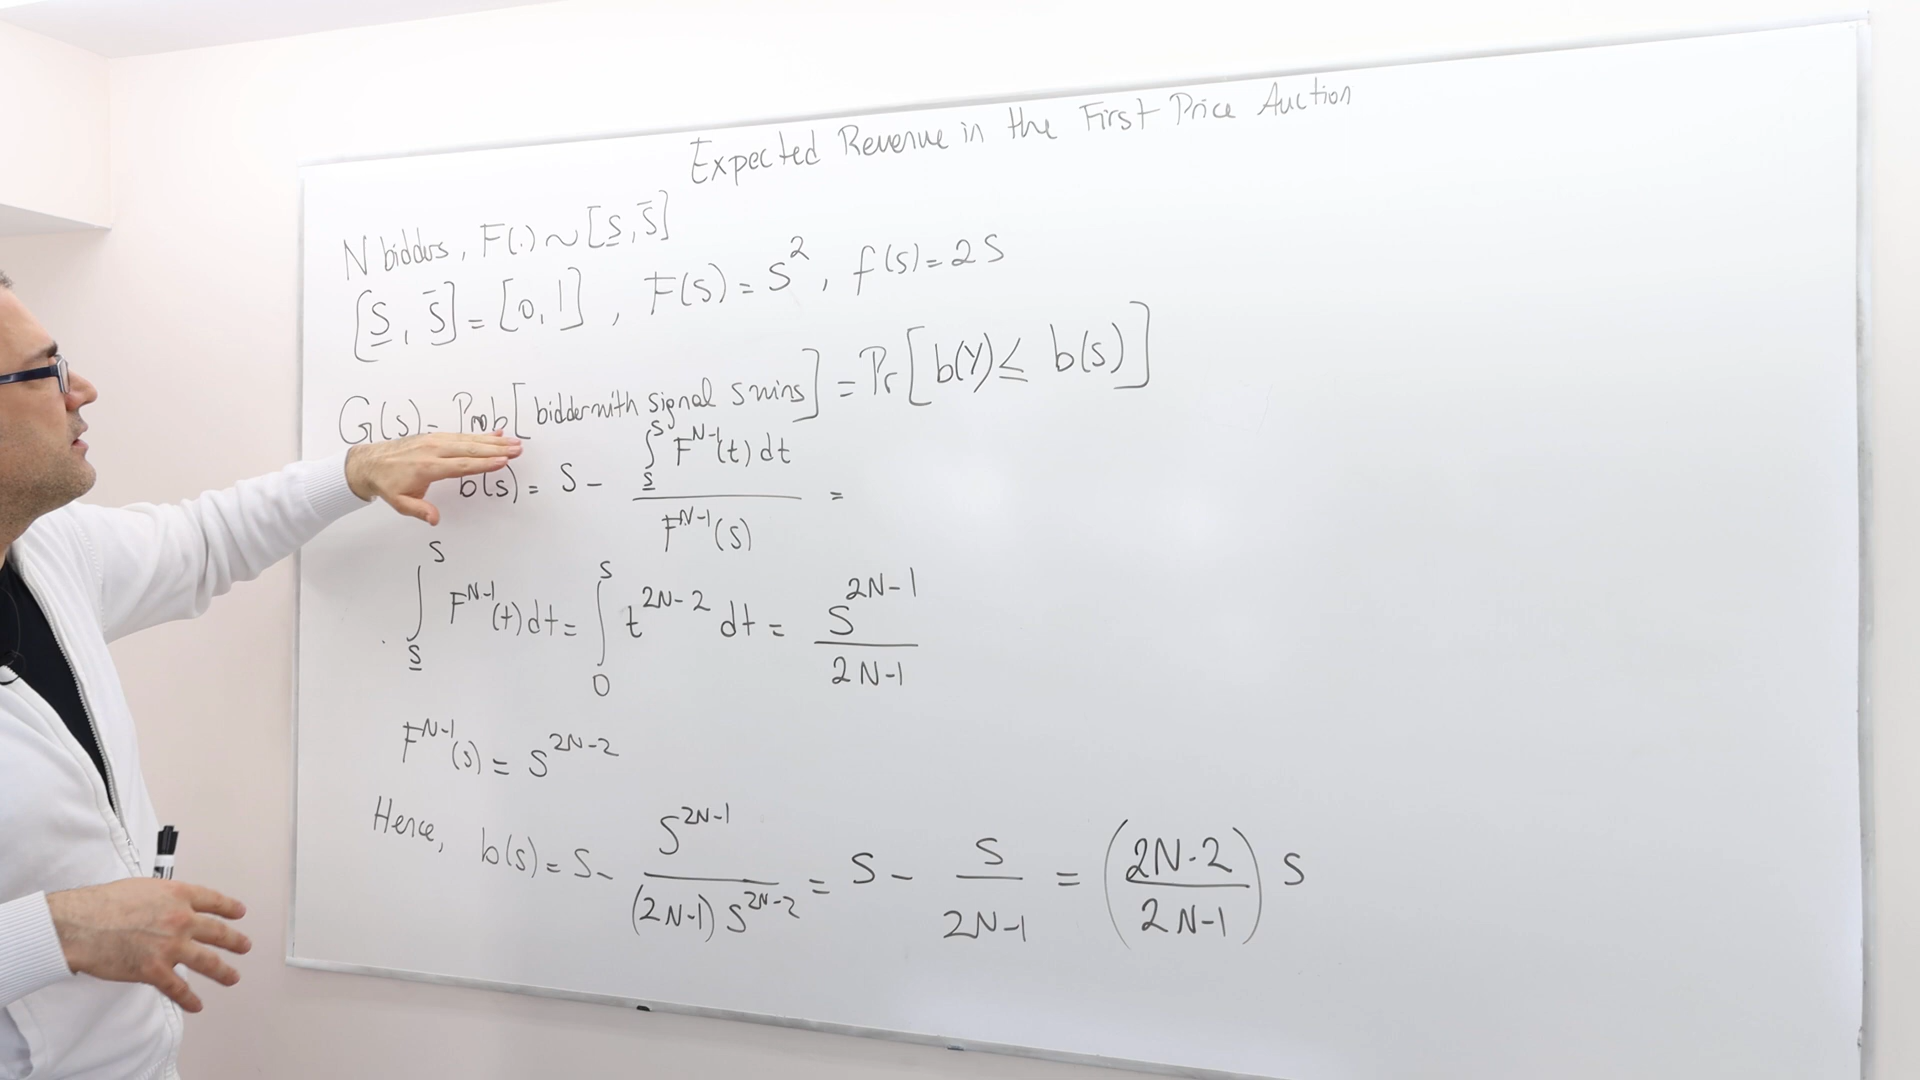 Expected Revenue in the First Price Auction
N bidders, F(.) ~ [s̲, s̄]
[s̲, s̄] = [0, 1] , F(s) = s², f(s) = 2s
G(s) = Prob[bidder with signal s wins] = Pr[b(Y) ≤ b(s)]
b(s) = s - ∫_s̲^s F^{N-1}(t) dt / F^{N-1}(s) =
∫_s̲^s F^{N-1}(t) dt = ∫_0^s t^{2N-2} dt = s^{2N-1} / 2N-1
F^{N-1}(s) = s^{2N-2}
Hence, b(s) = s - s^{2N-1} / (2N-1) s^{2N-2} = s - s / 2N-1 = (2N-2 / 2N-1) s